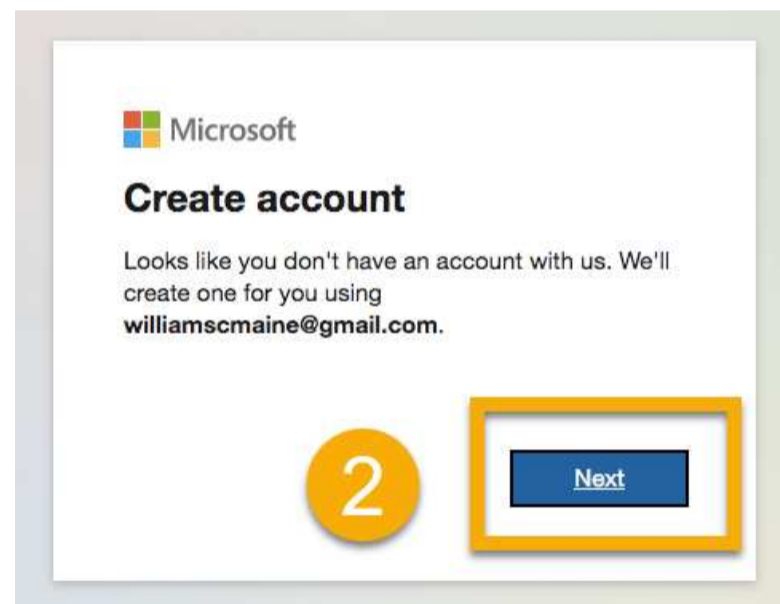 Microsoft
Create account
Looks like you don't have an account with us. We'll
create one for you using
williamscmaine@gmail.com.
2
Next